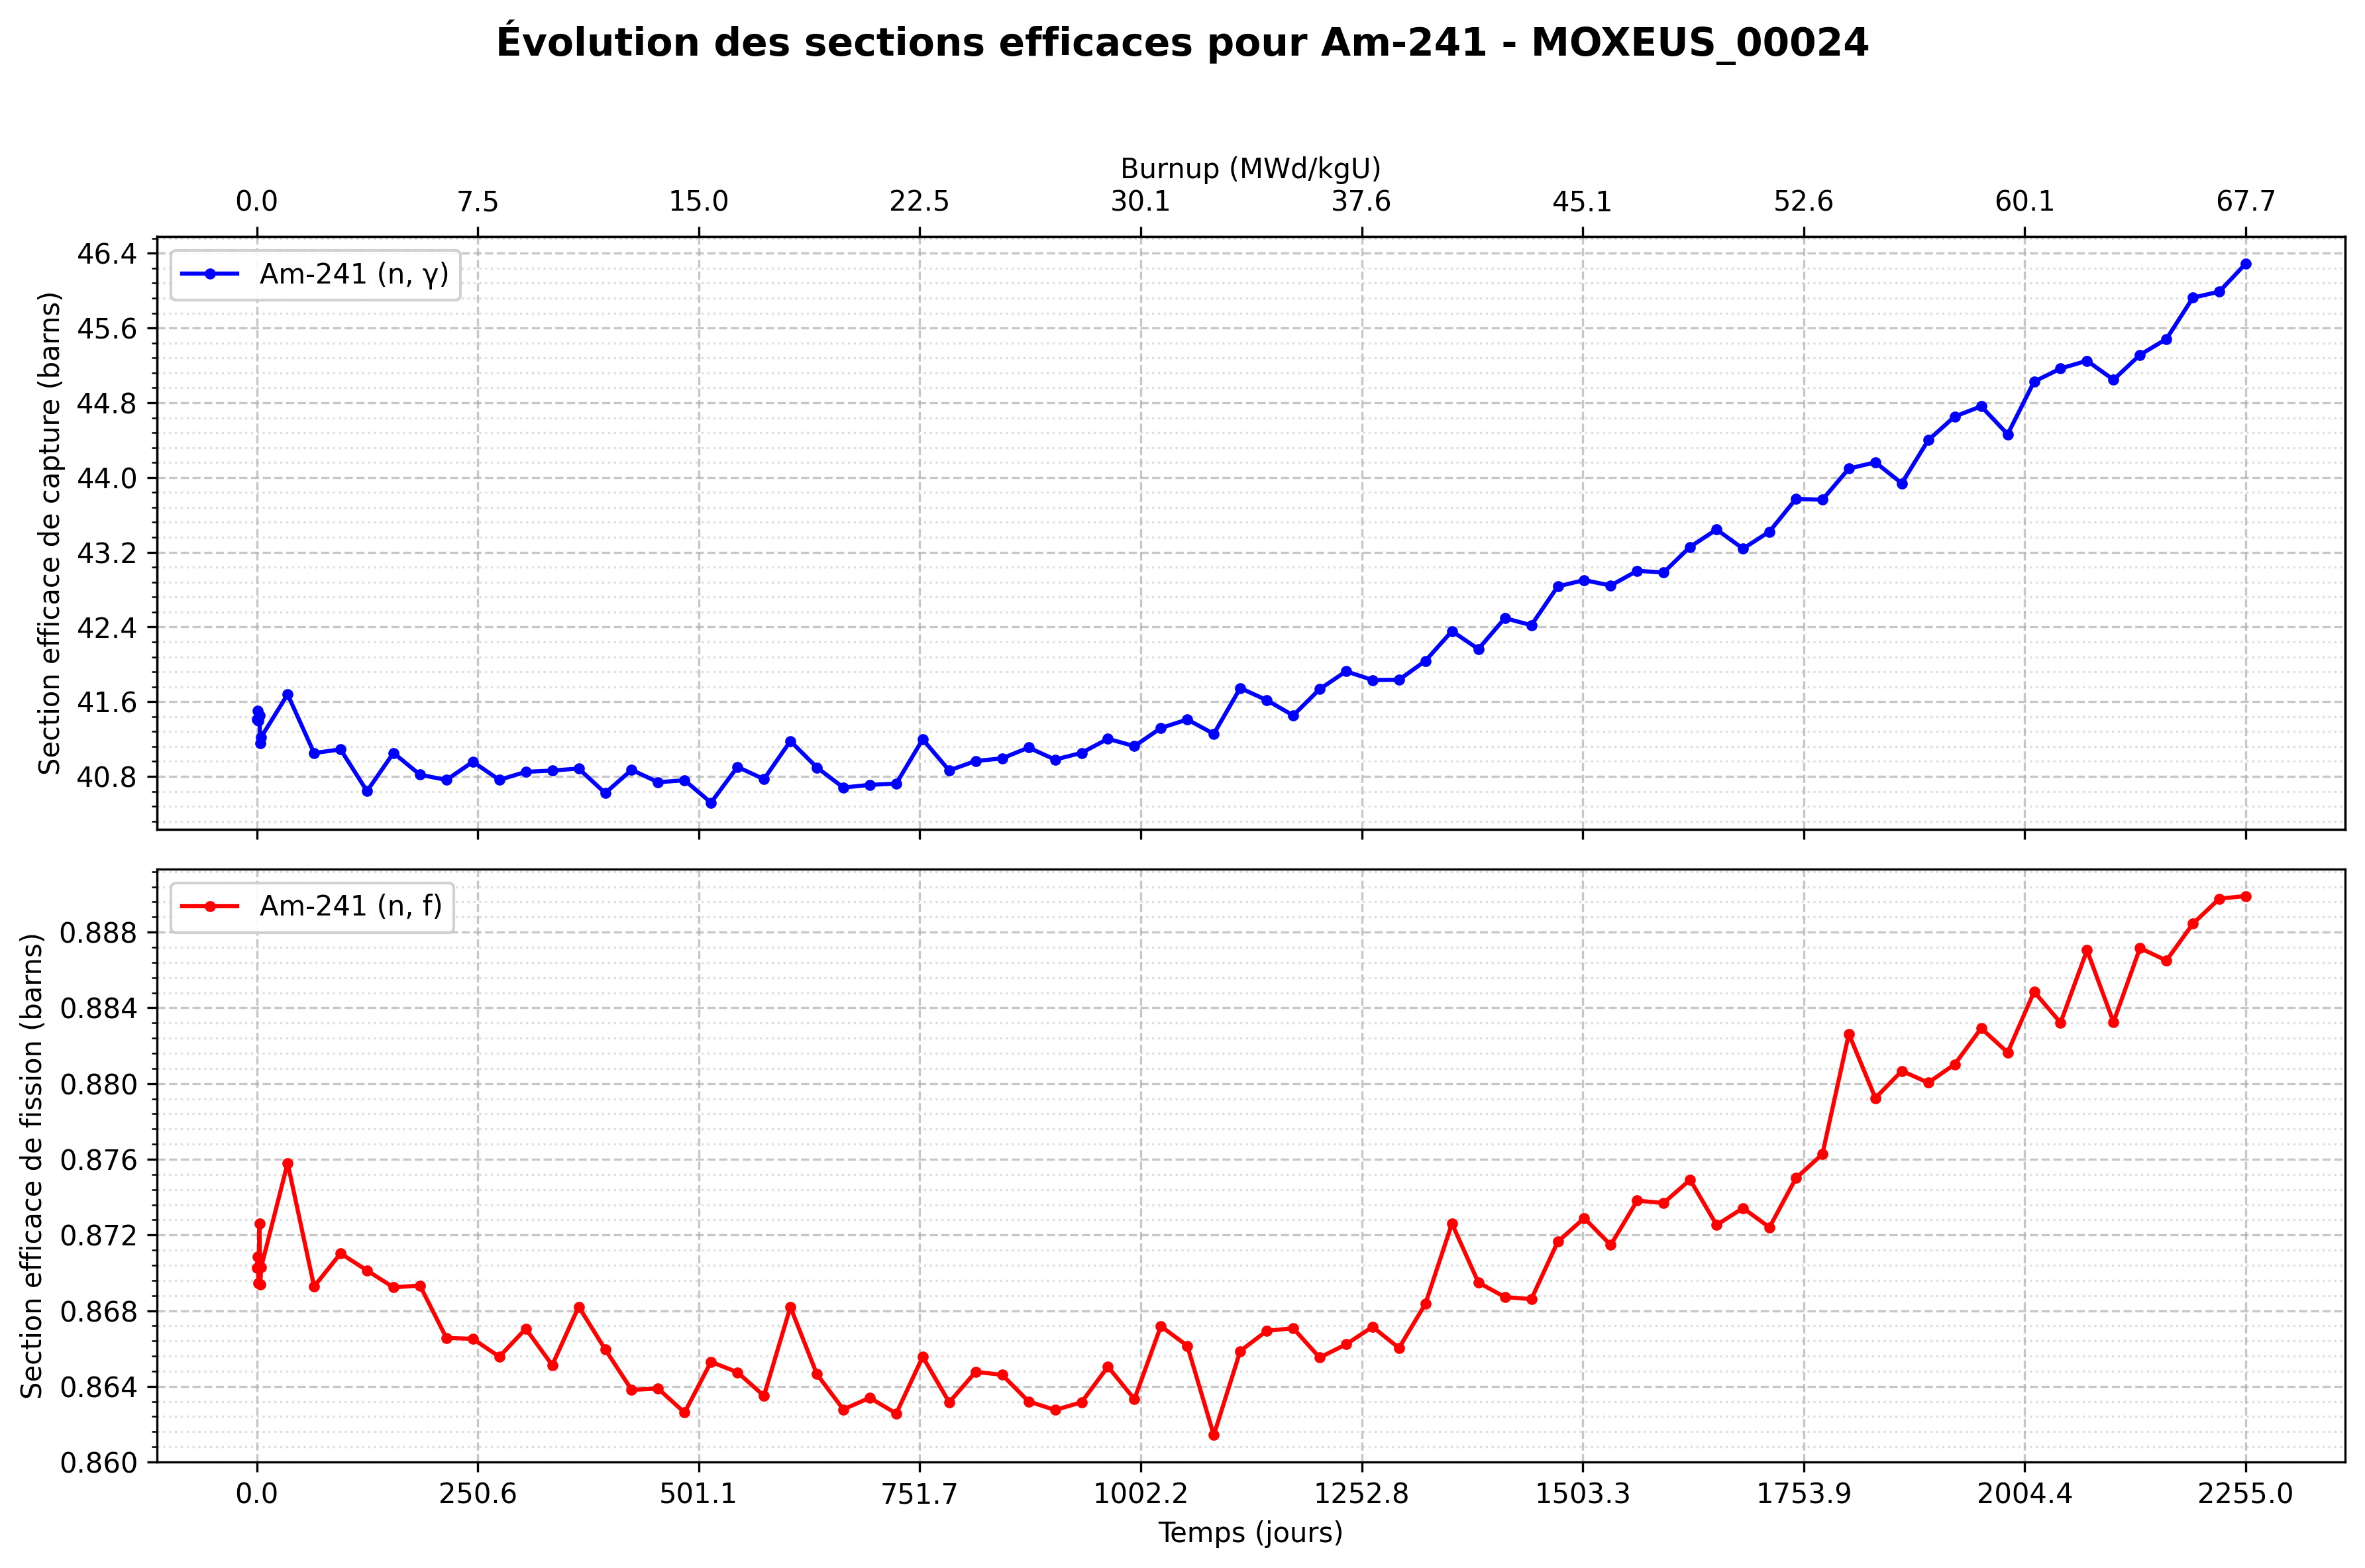 Évolution des sections efficaces pour Am-241 - MOXEUS_00024
Burnup (MWd/kgU)
0.0 7.5 15.0 22.5 30.1 37.6 45.1 52.6 60.1 67.7
Section efficace de capture (barns)
46.4
45.6
44.8
44.0
43.2
42.4
41.6
40.8
Am-241 (n, γ)
Section efficace de fission (barns)
0.888
0.884
0.880
0.876
0.872
0.868
0.864
0.860
Am-241 (n, f)
0.0 250.6 501.1 751.7 1002.2 1252.8 1503.3 1753.9 2004.4 2255.0
Temps (jours)